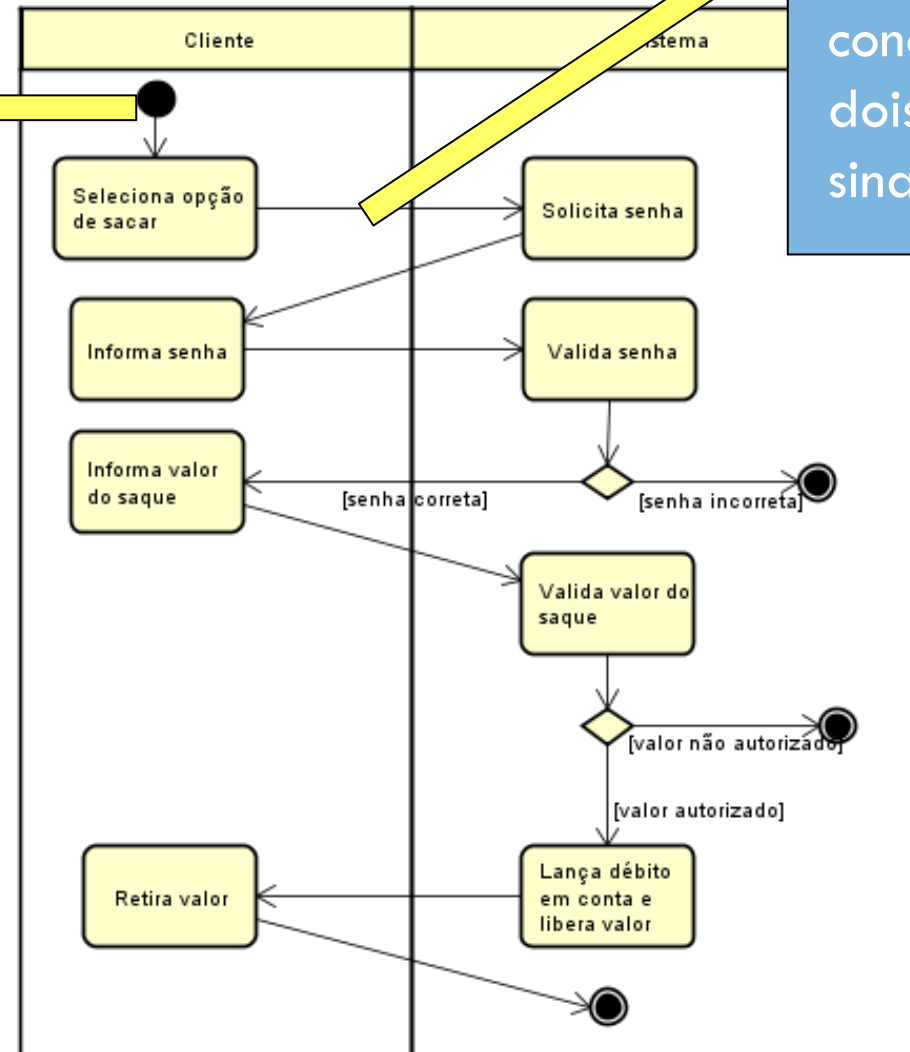 Cliente
dois
Seleciona opção
de sacar
Solicita senha
Informa senha
Valida senha
Informa valor
do saque
[senha correta]
[senha incorreta]
Valida valor do
saque
[valor não autorizado]
[valor autorizado]
Retira valor
Lança débito
em conta e
libera valor